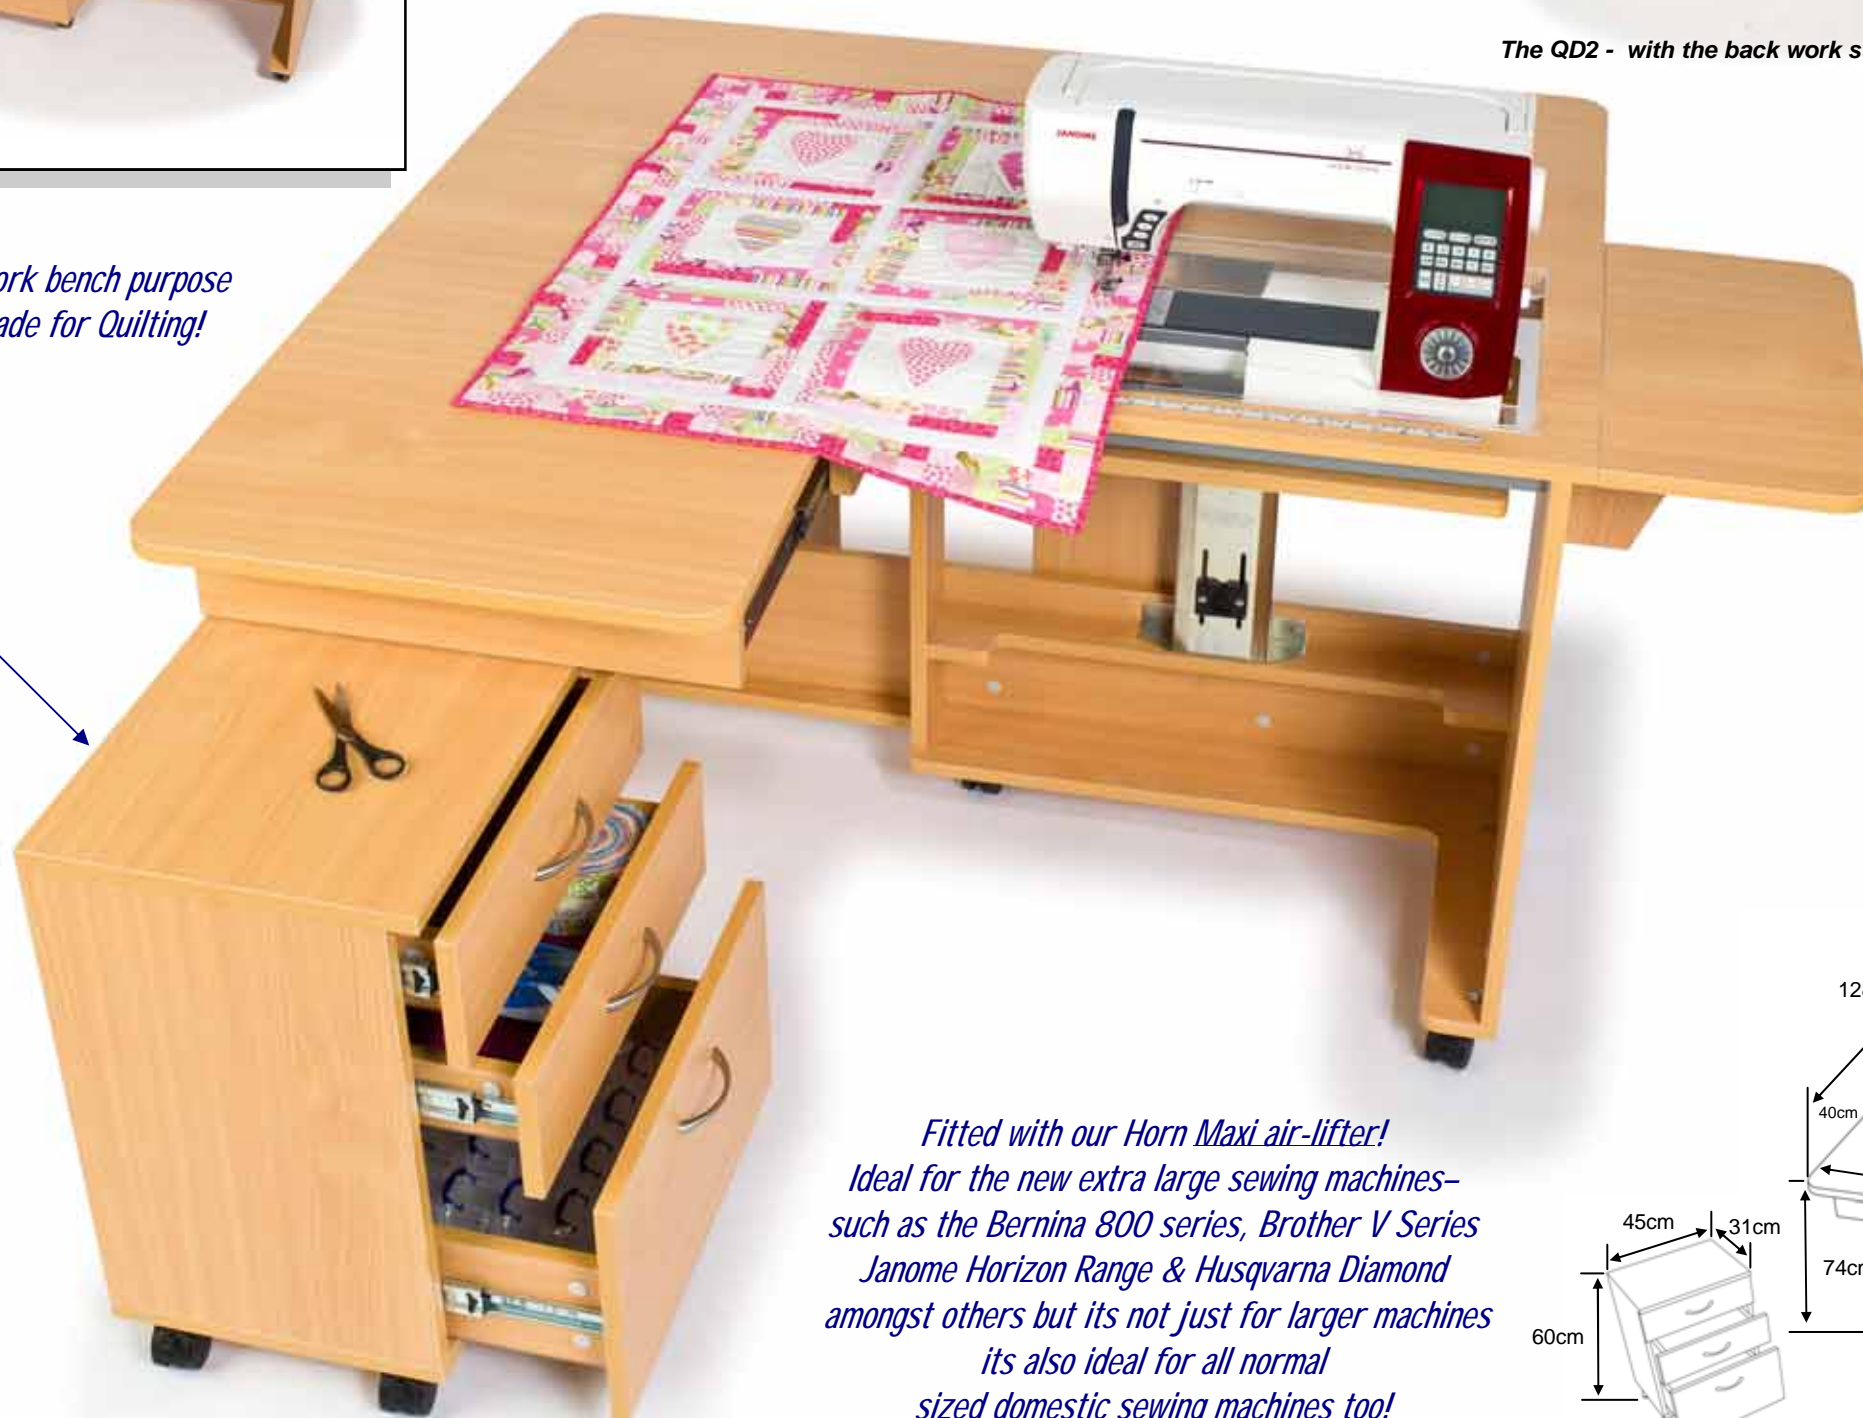 The QD2 - with the back work s
ork bench purpose
ade for Quilting!
JANOME
Fitted with our Horn Maxi air-lifter!
Ideal for the new extra large sewing machines–
such as the Bernina 800 series, Brother V Series
Janome Horizon Range & Husqvarna Diamond
amongst others but its not just for larger machines
its also ideal for all normal
sized domestic sewing machines too!
12
40cm
74cm
45cm
31cm
60cm